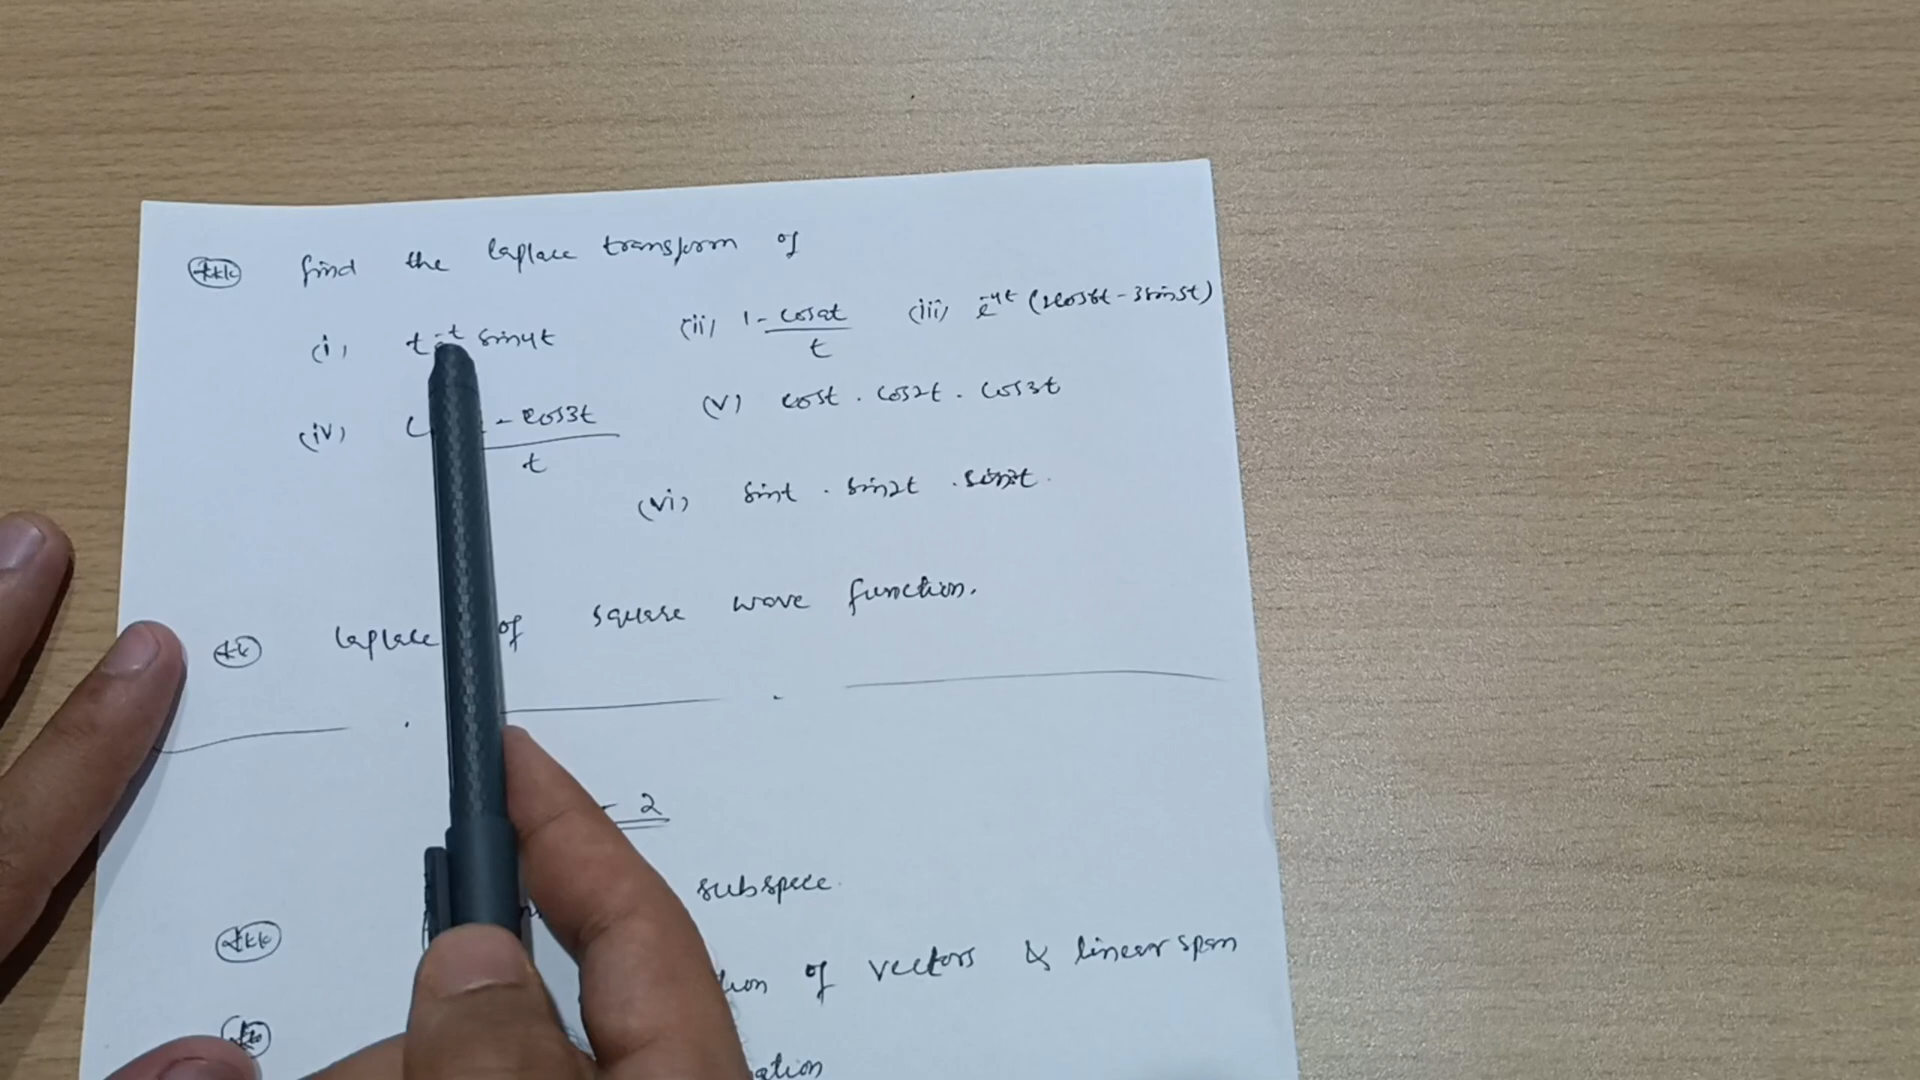 find the laplace transform of
(i) t e^-t sin4t (ii) 1 - cosat / t (iii) e^-4t (2cos6t - 3sin5t)
(iv) - cos3t / t (v) cost . cos2t . cos3t
(vi) sint . sin2t . sin3t.
laplace of square wave function.
- 2
subspace.
of vectors & linear span